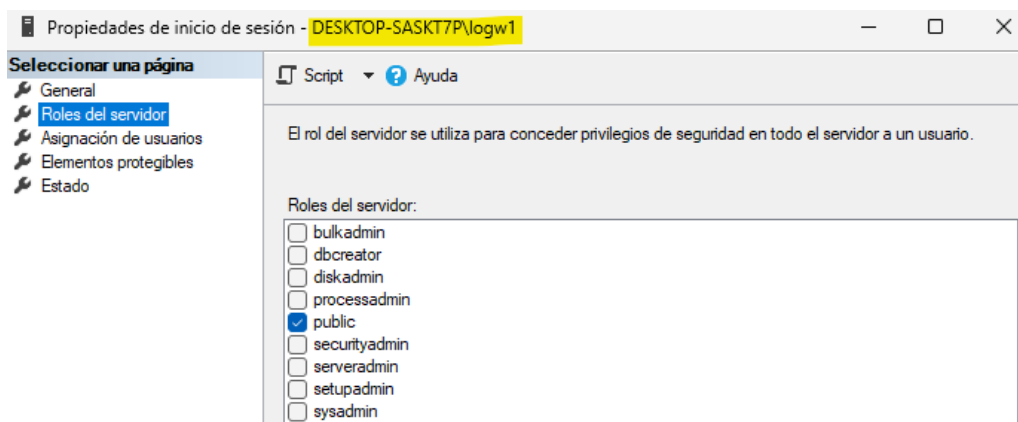 Propiedades de inicio de sesión - DESKTOP-SASKT7P\logw1
Seleccionar una página
General
Roles del servidor
Asignación de usuarios
Elementos protegibles
Estado
Script
Ayuda
El rol del servidor se utiliza para conceder privilegios de seguridad en todo el servidor a un usuario.
Roles del servidor:
bulkadmin
dbcreator
diskadmin
processadmin
public
securityadmin
serveradmin
setupadmin
sysadmin